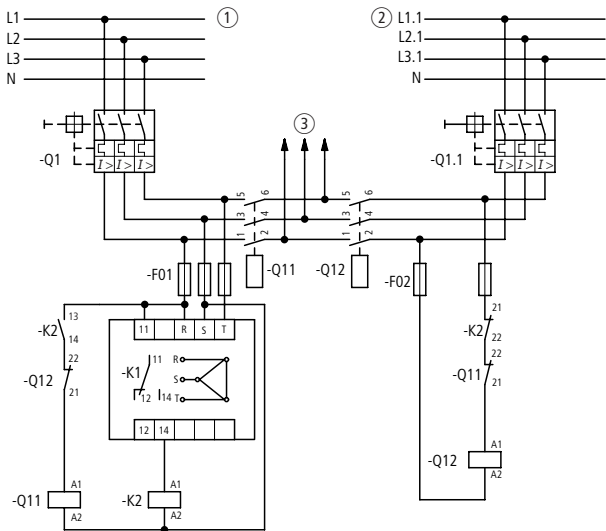 L1 ① ② L1.1
L2 L2.1
L3 L3.1
N N
③
-Q1 -Q1.1
I> I> I> I> I> I>
5 6 5 6
3 4 3 4
1 2 1 2
-F01 -Q11 -Q12 -F02
13 11 R S T 21
-K2 -K2
14 22
22 -K1 11 R 22
-Q12 S -Q11
21 12 14 T 21
12 14
A1 -Q12
A2
A1 A1
-Q11 -K2
A2 A2